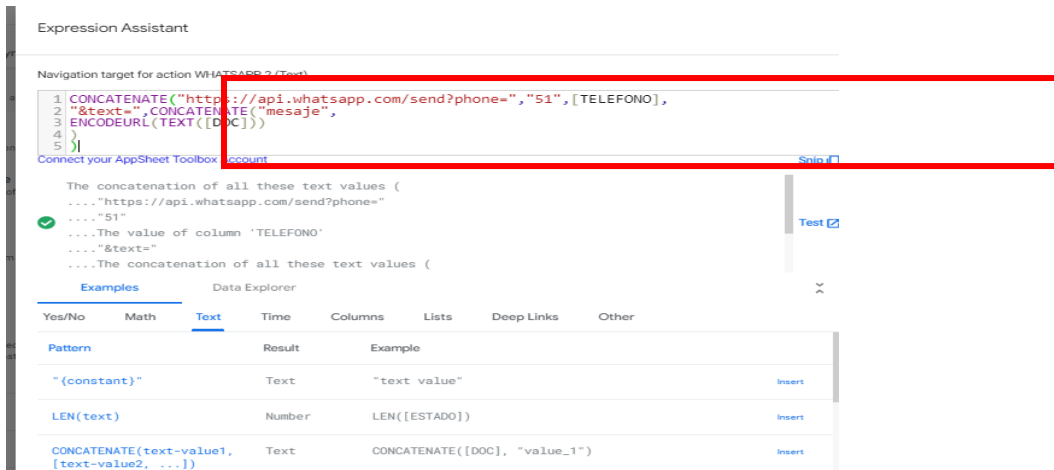 Expression Assistant
Navigation target for action WHATSAPP 2 (Text)
1 CONCATENATE("https://api.whatsapp.com/send?phone=","51",[TELEFONO],
2 "&text=",CONCATENATE("mesaje",
3 ENCODEURL(TEXT([DOC]))
4 )
5 )
Connect your AppSheet Toolbox Account Snip
The concatenation of all these text values (
...."https://api.whatsapp.com/send?phone="
...."51"
....The value of column 'TELEFONO'
...."&text="
....The concatenation of all these text values (
Test
Examples Data Explorer
Yes/No Math Text Time Columns Lists Deep Links Other
Pattern Result Example
"{constant}" Text "text value" Insert
LEN(text) Number LEN([ESTADO]) Insert
CONCATENATE(text-value1, Text CONCATENATE([DOC], "value_1") Insert
[text-value2, ...])